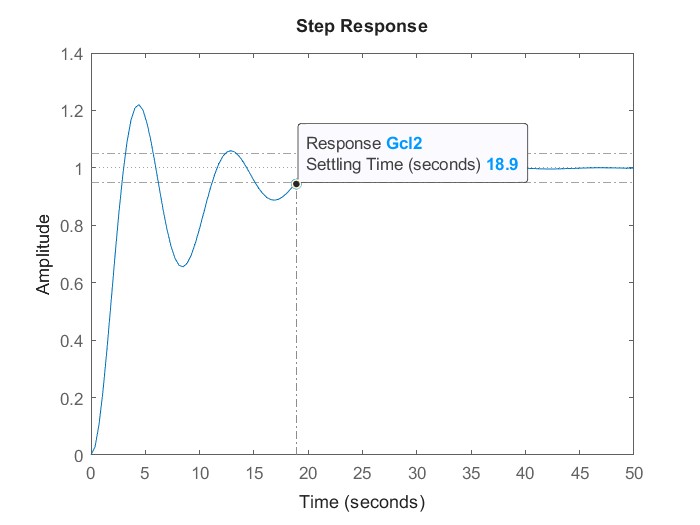 Step Response
1.4
1.2
1
0.8
0.6
0.4
0.2
0
Amplitude
Response Gcl2
Settling Time (seconds) 18.9
0 5 10 15 20 25 30 35 40 45 50
Time (seconds)